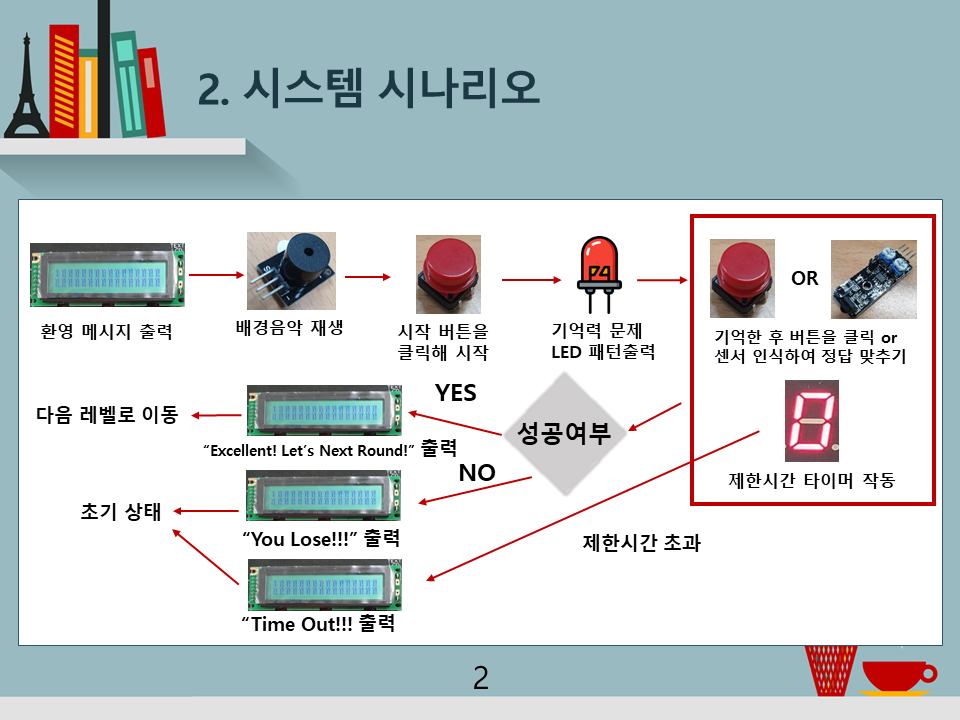 2. 시스템 시나리오
OR
환영 메시지 출력
배경음악 재생
시작 버튼을
클릭해 시작
기억력 문제
LED 패턴출력
기억한 후 버튼을 클릭 or
센서 인식하여 정답 맞추기
YES
다음 레벨로 이동
성공여부
“Excellent! Let’s Next Round!” 출력
NO
제한시간 타이머 작동
초기 상태
“You Lose!!!” 출력
제한시간 초과
“Time Out!!! 출력
2